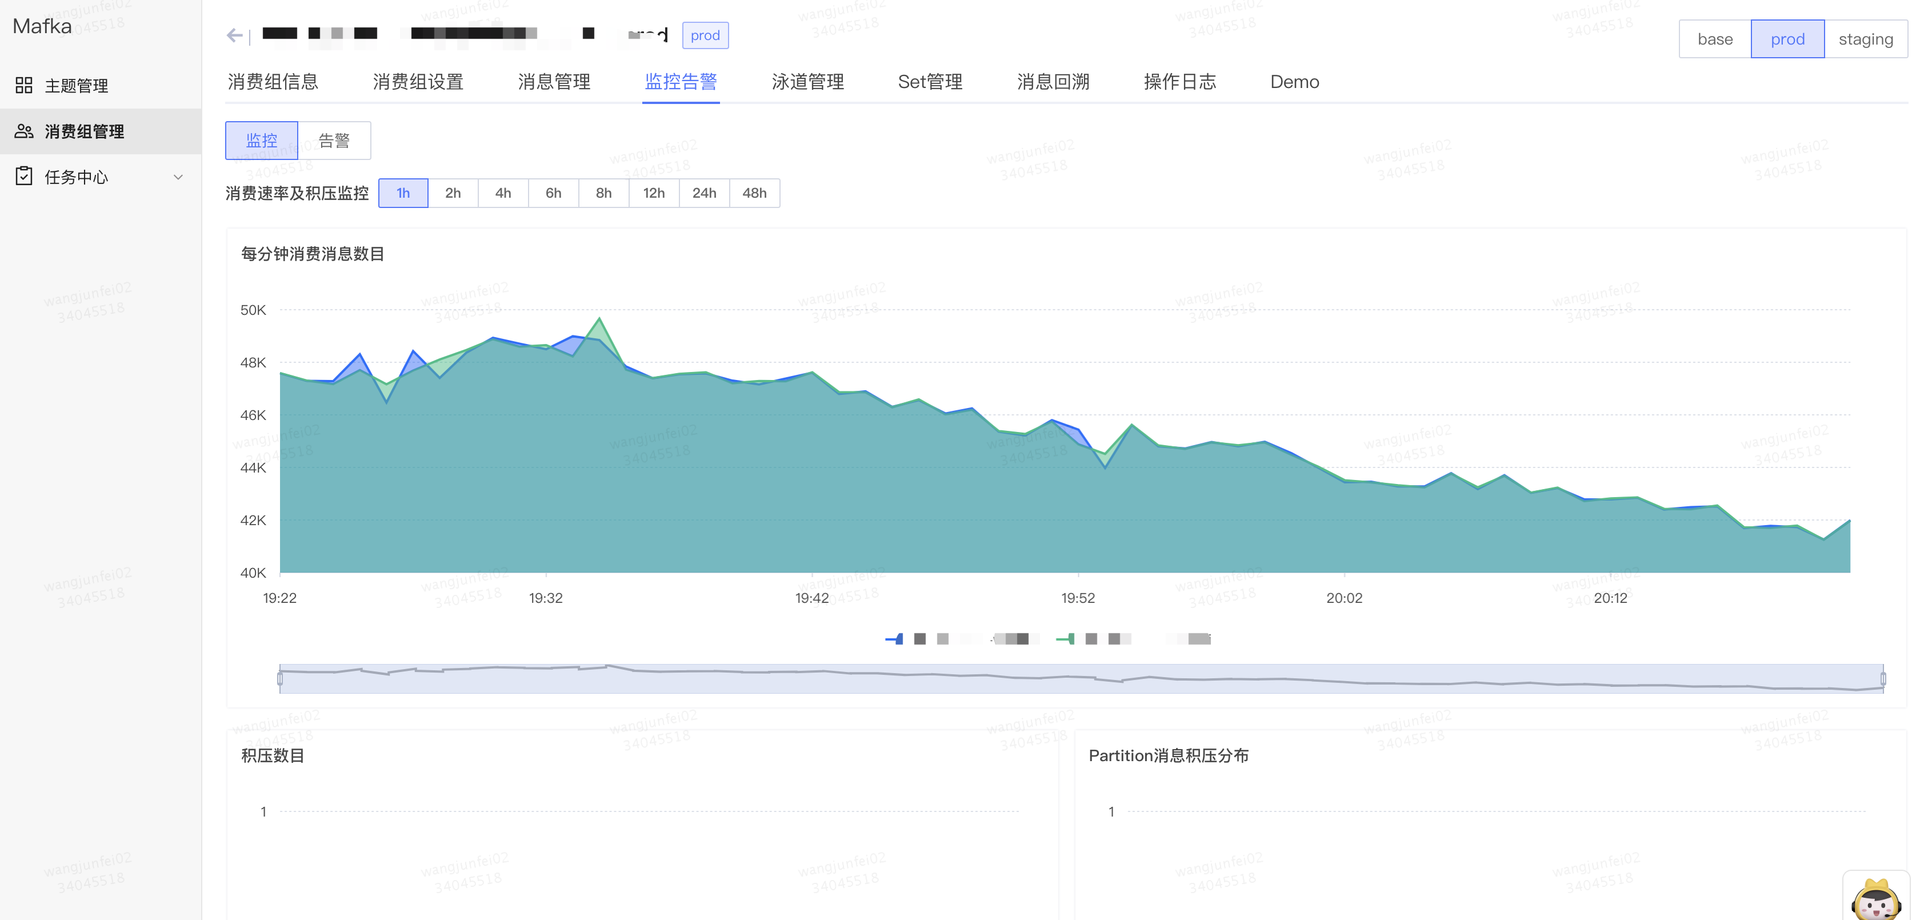 Mafka
主题管理
消费组管理
任务中心
prod
base prod staging
消费组信息 消费组设置 消息管理 监控告警 泳道管理 Set管理 消息回溯 操作日志 Demo
监控 告警
消费速率及积压监控 1h 2h 4h 6h 8h 12h 24h 48h
每分钟消费消息数目
50K
48K
46K
44K
42K
40K
19:22 19:32 19:42 19:52 20:02 20:12
积压数目
1
Partition消息积压分布
1
wangjunfei02
34045518